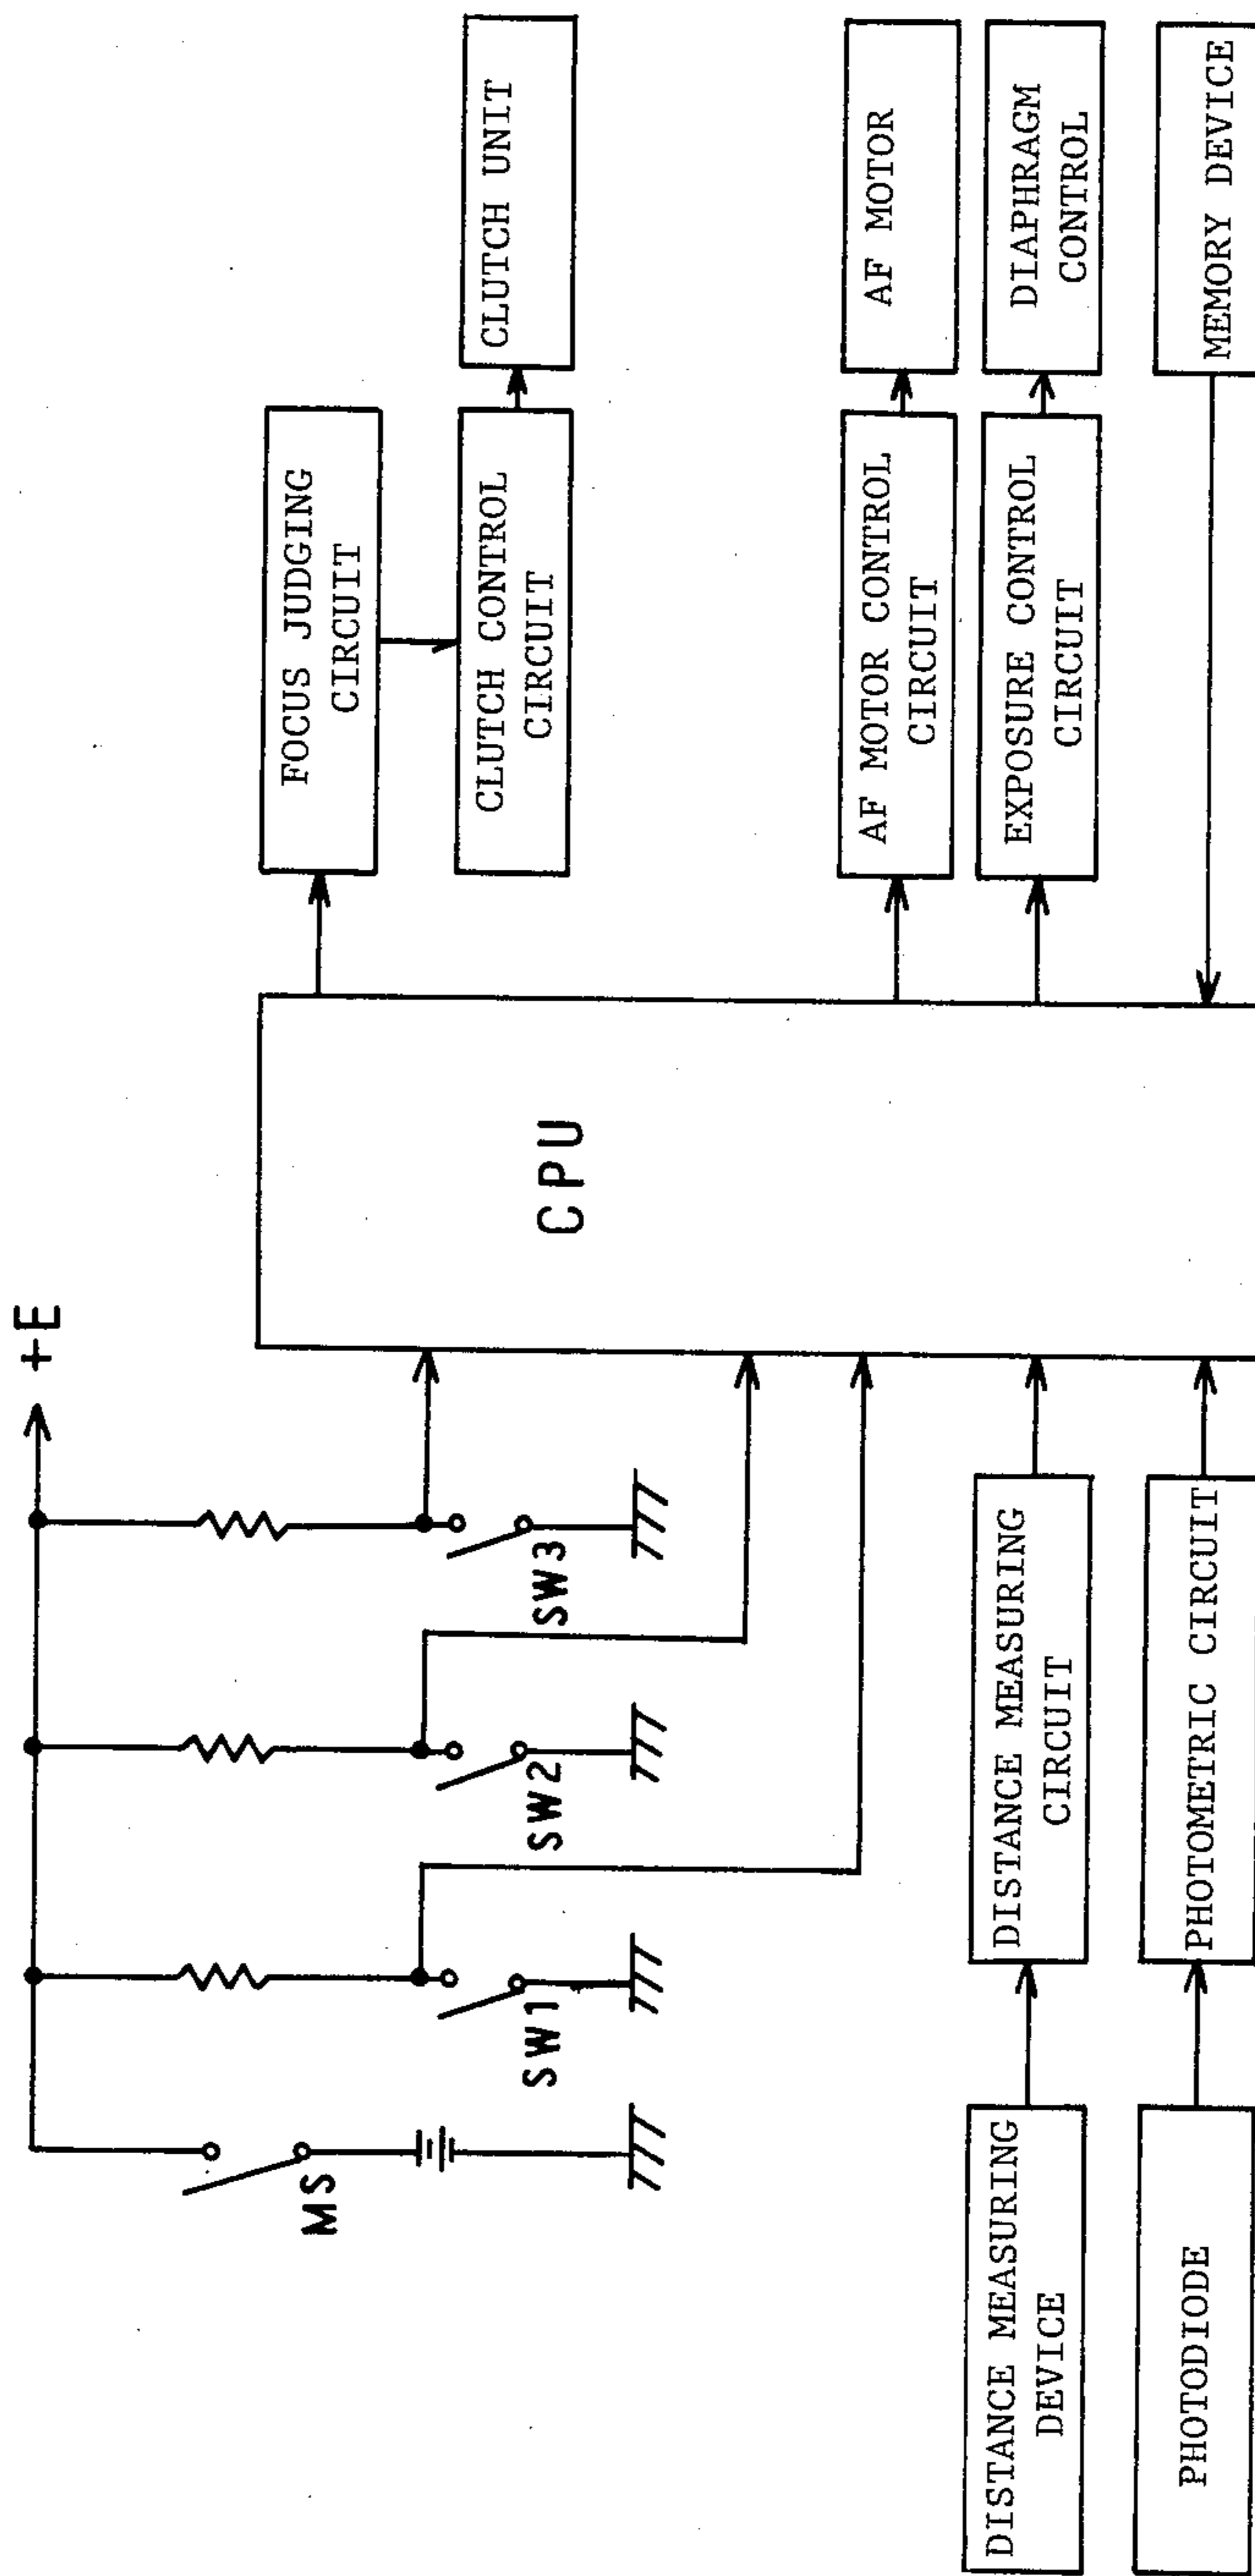 +E
MS
SW1
SW2
SW3
CPU
FOCUS JUDGING
CIRCUIT
CLUTCH CONTROL
CIRCUIT
CLUTCH UNIT
AF MOTOR CONTROL
CIRCUIT
AF MOTOR
EXPOSURE CONTROL
CIRCUIT
DIAPHRAGM
CONTROL
MEMORY DEVICE
DISTANCE MEASURING
DEVICE
DISTANCE MEASURING
CIRCUIT
PHOTODIODE
PHOTOMETRIC CIRCUIT